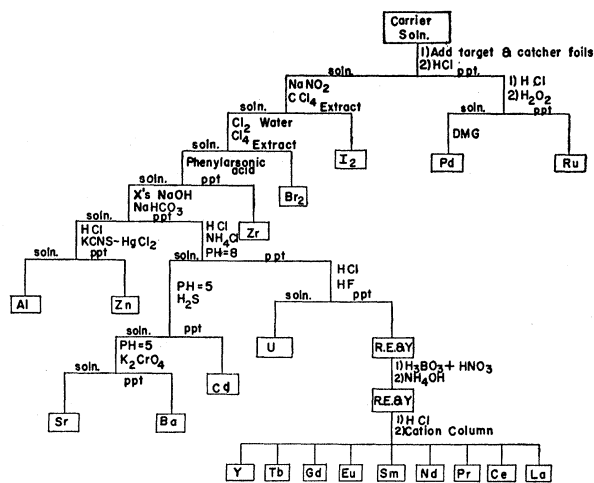 Carrier
Soln.
1) Add target & catcher foils
2) HCl
soln.
ppt.
NaNO2
CCl4 Extract
1) HCl
2) H2O2
soln.
soln.
ppt
Cl2 Water
Cl4 Extract
DMG
I2
Pd
Ru
soln.
Phenylarsonic
acid
ppt
Br2
X's NaOH
NaHCO3
soln.
ppt
Zr
HCl
KCNS~HgCl2
HCl
NH4Cl
PH=8
soln.
ppt
soln.
ppt
Al
Zn
PH=5
H2S
HCl
HF
soln.
ppt
soln.
ppt
U
R.E.&Y
PH=5
K2CrO4
Cd
1) H3BO3 + HNO3
2) NH4OH
soln.
ppt
R.E.&Y
Sr
Ba
1) HCl
2) Cation Column
Y Tb Gd Eu Sm Nd Pr Ce La